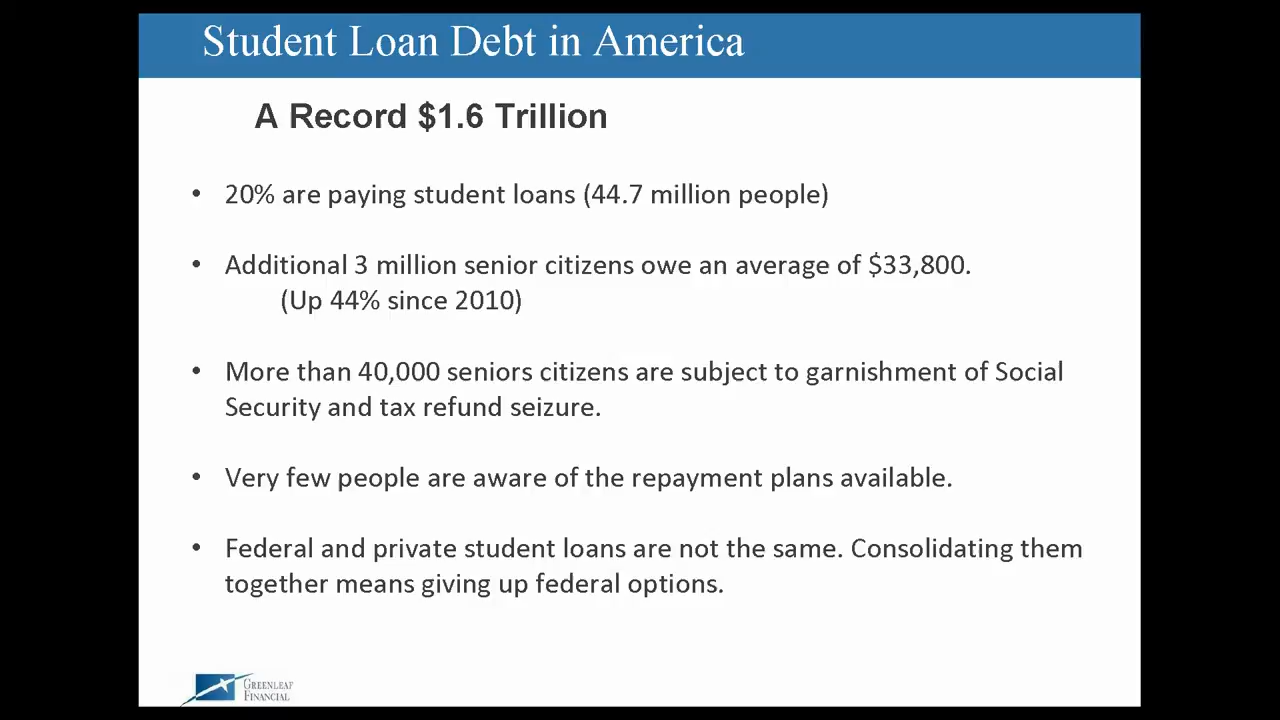 Student Loan Debt in America
A Record $1.6 Trillion
• 20% are paying student loans (44.7 million people)
• Additional 3 million senior citizens owe an average of $33,800.
(Up 44% since 2010)
• More than 40,000 seniors citizens are subject to garnishment of Social
Security and tax refund seizure.
• Very few people are aware of the repayment plans available.
• Federal and private student loans are not the same. Consolidating them
together means giving up federal options.
GREENLEAF
FINANCIAL